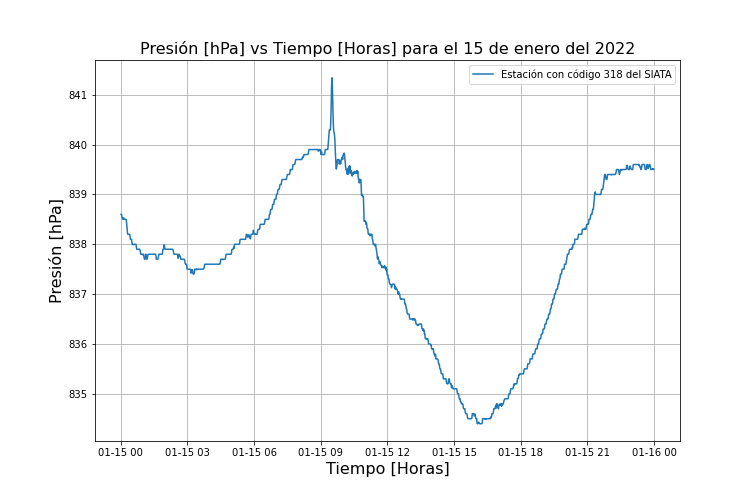 Presión [hPa] vs Tiempo [Horas] para el 15 de enero del 2022
Estación con código 318 del SIATA
Presión [hPa]
841
840
839
838
837
836
835
01-15 00 01-15 03 01-15 06 01-15 09 01-15 12 01-15 15 01-15 18 01-15 21 01-16 00
Tiempo [Horas]